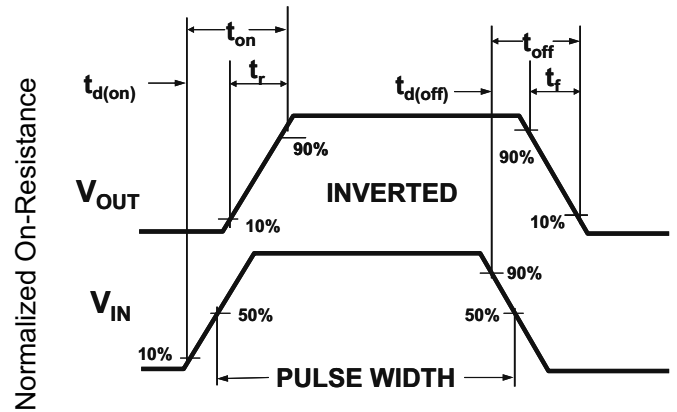 Normalized On-Resistance
t_on
t_off
t_r
t_f
t_d(on)
t_d(off)
90%
90%
V_OUT
INVERTED
10%
10%
90%
V_IN
50%
50%
10%
PULSE WIDTH